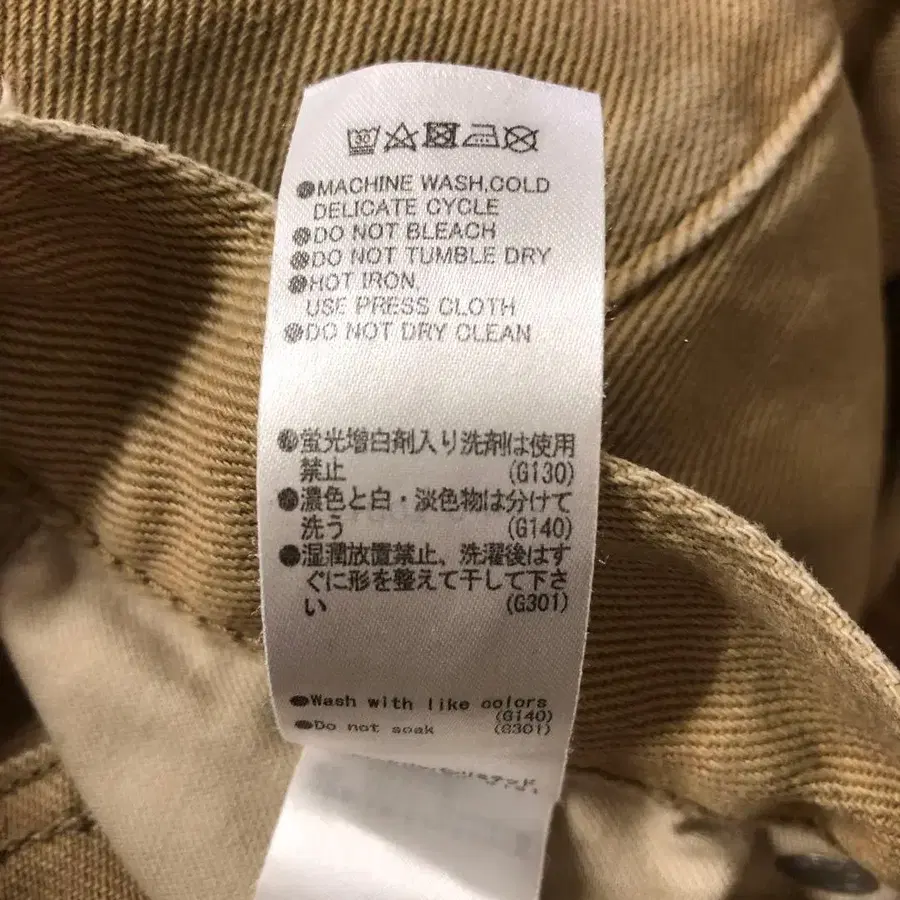 30
●MACHINE WASH,COLD
DELICATE CYCLE
●DO NOT BLEACH
●DO NOT TUMBLE DRY
●HOT IRON,
USE PRESS CLOTH
●DO NOT DRY CLEAN
●蛍光増白剤入り洗剤は使用
禁止 (G130)
●濃色と白・淡色物は分けて
洗う (G140)
●湿潤放置禁止、洗濯後はす
ぐに形を整えて干して下さ
い (G301)
●Wash with like colors
(G140)
●Do not soak (G301)